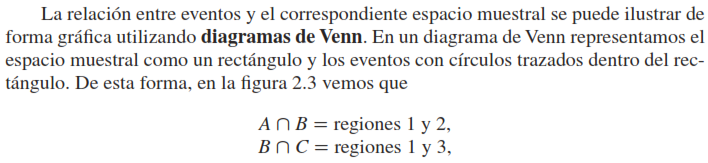 La relación entre eventos y el correspondiente espacio muestral se puede ilustrar de
forma gráfica utilizando diagramas de Venn. En un diagrama de Venn representamos el
espacio muestral como un rectángulo y los eventos con círculos trazados dentro del rec-
tángulo. De esta forma, en la figura 2.3 vemos que
A ∩ B = regiones 1 y 2,
B ∩ C = regiones 1 y 3,